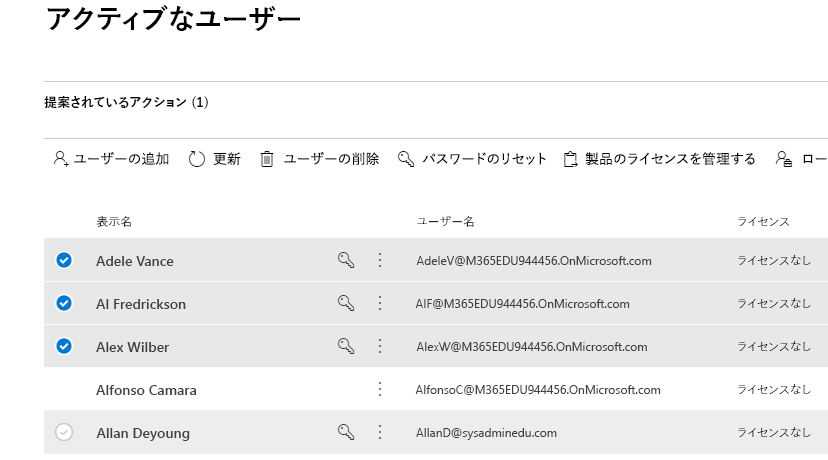 アクティブなユーザー
提案されているアクション (1)
ユーザーの追加 更新 ユーザーの削除 パスワードのリセット 製品のライセンスを管理する ロー
表示名 ユーザー名 ライセンス
Adele Vance AdeleV@M365EDU944456.OnMicrosoft.com ライセンスなし
Al Fredrickson AlF@M365EDU944456.OnMicrosoft.com ライセンスなし
Alex Wilber AlexW@M365EDU944456.OnMicrosoft.com ライセンスなし
Alfonso Camara AlfonsoC@M365EDU944456.OnMicrosoft.com ライセンスなし
Allan Deyoung AllanD@sysadminedu.com ライセンスなし